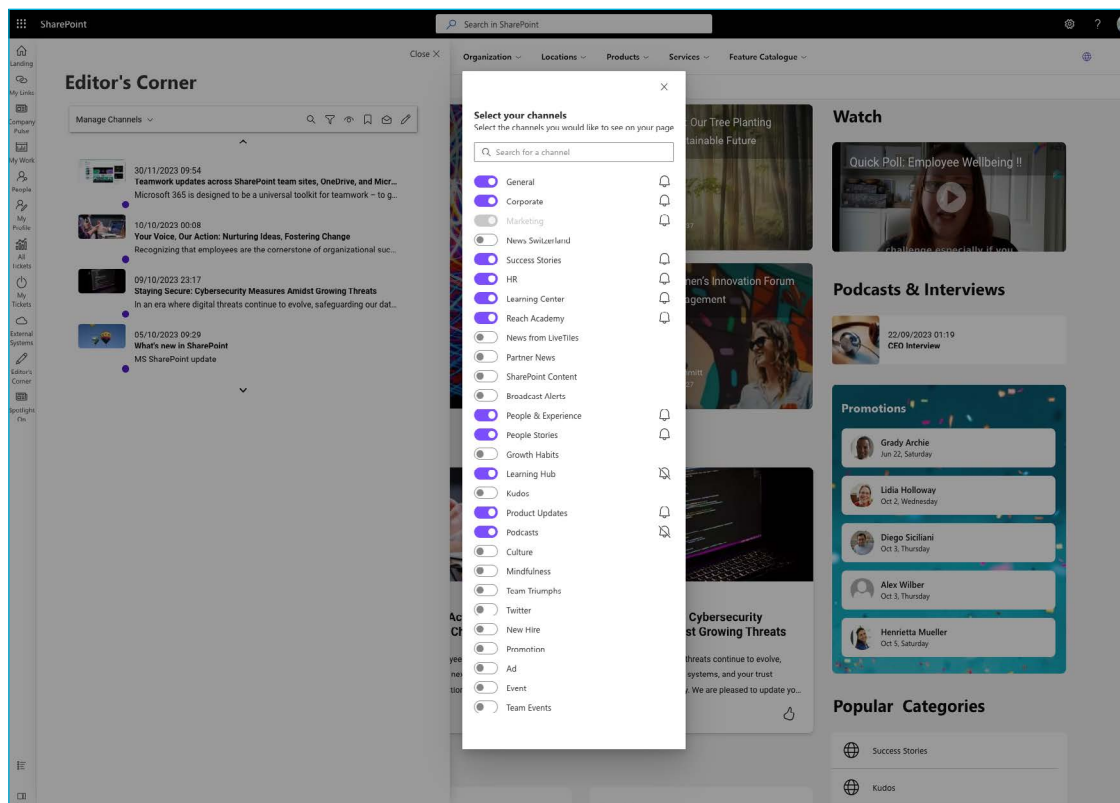 SharePoint
Search in SharePoint
?
Landing
My Links
Company
Pulse
My Work
People
My
Profile
All
Tickets
My
Tickets
External
Systems
Editor's
Corner
Spotlight
On
Close
Editor's Corner
Manage Channels
30/11/2023 09:54
Teamwork updates across SharePoint team sites, OneDrive, and Micr...
Microsoft 365 is designed to be a universal toolkit for teamwork – to g...
10/10/2023 00:08
Your Voice, Our Action: Nurturing Ideas, Fostering Change
Recognizing that employees are the cornerstone of organizational suc...
09/10/2023 23:17
Staying Secure: Cybersecurity Measures Amidst Growing Threats
In an era where digital threats continue to evolve, safeguarding our dat...
05/10/2023 09:29
What's new in SharePoint
MS SharePoint update
Organization
Locations
Products
Services
Feature Catalogue
Select your channels
Select the channels you would like to see on your page
Search for a channel
General
Corporate
Marketing
News Switzerland
Success Stories
HR
Learning Center
Reach Academy
News from LiveTiles
Partner News
SharePoint Content
Broadcast Alerts
People & Experience
People Stories
Growth Habits
Learning Hub
Kudos
Product Updates
Podcasts
Culture
Mindfulness
Team Triumphs
Twitter
New Hire
Promotion
Ad
Event
Team Events
: Our Tree Planting
tainable Future
37
men's Innovation Forum
agement
mitt
27
Ac
Ch
Cybersecurity
st Growing Threats
threats continue to evolve,
systems, and your trust
. We are pleased to update yo...
Watch
Quick Poll: Employee Wellbeing !!
challenge especially if you
Podcasts & Interviews
22/09/2023 01:19
CEO Interview
Promotions
Grady Archie
Jun 22, Saturday
Lidia Holloway
Oct 2, Wednesday
Diego Siciliani
Oct 3, Thursday
Alex Wilber
Oct 3, Thursday
Henrietta Mueller
Oct 5, Saturday
Popular Categories
Success Stories
Kudos